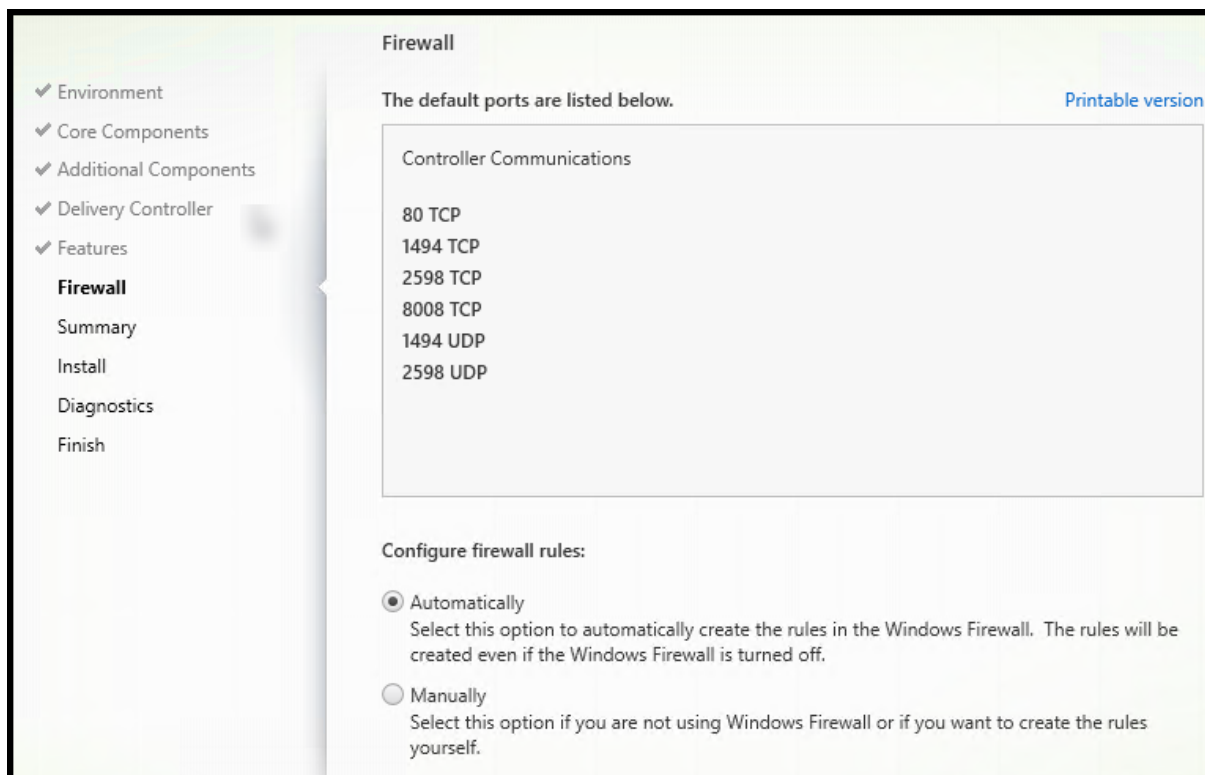 Firewall
Environment
Core Components
Additional Components
Delivery Controller
Features
Firewall
Summary
Install
Diagnostics
Finish
The default ports are listed below.
Printable version
Controller Communications
80 TCP
1494 TCP
2598 TCP
8008 TCP
1494 UDP
2598 UDP
Configure firewall rules:
Automatically
Select this option to automatically create the rules in the Windows Firewall. The rules will be
created even if the Windows Firewall is turned off.
Manually
Select this option if you are not using Windows Firewall or if you want to create the rules
yourself.